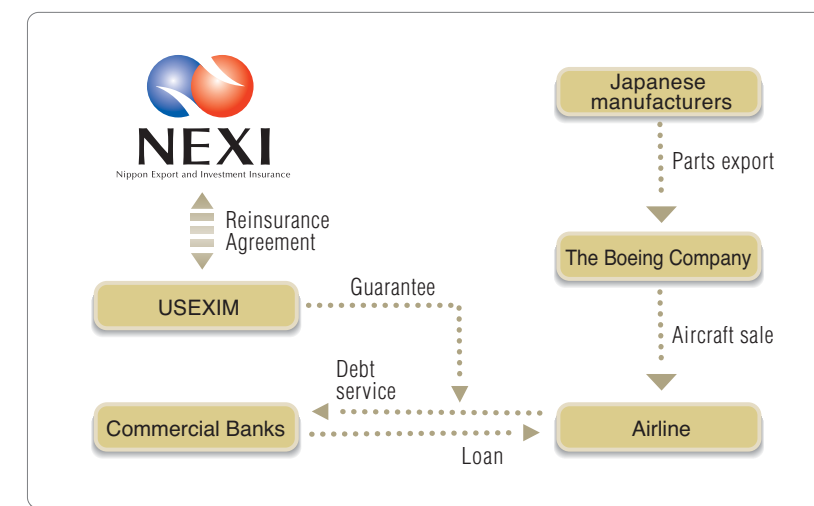 NEXI
Nippon Export and Investment Insurance
Reinsurance
Agreement
USEXIM
Guarantee
Debt
service
Commercial Banks
Loan
Japanese
manufacturers
Parts export
The Boeing Company
Aircraft sale
Airline